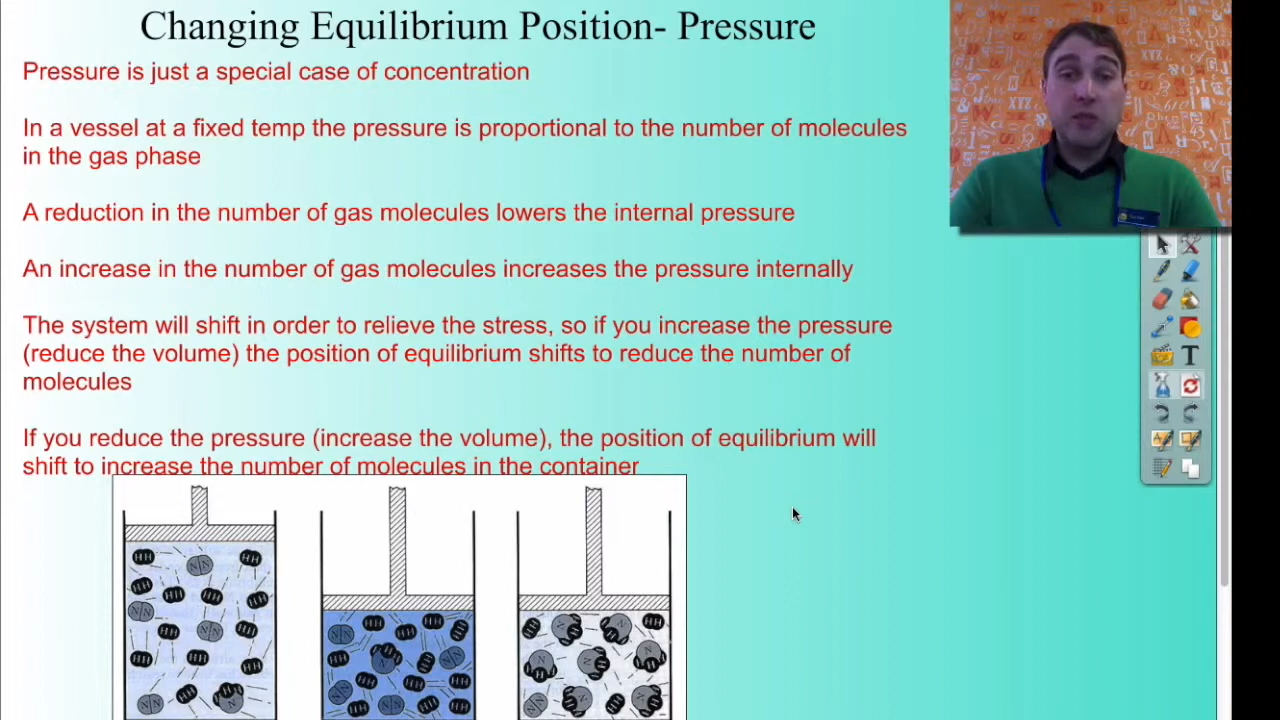 Changing Equilibrium Position- Pressure
Pressure is just a special case of concentration
In a vessel at a fixed temp the pressure is proportional to the number of molecules
in the gas phase
A reduction in the number of gas molecules lowers the internal pressure
An increase in the number of gas molecules increases the pressure internally
The system will shift in order to relieve the stress, so if you increase the pressure
(reduce the volume) the position of equilibrium shifts to reduce the number of
molecules
If you reduce the pressure (increase the volume), the position of equilibrium will
shift to increase the number of molecules in the container